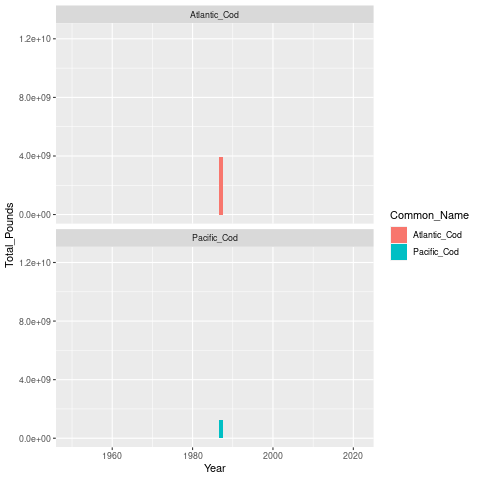 Atlantic_Cod
1.2e+10
8.0e+09
4.0e+09
0.0e+00
Pacific_Cod
1.2e+10
8.0e+09
4.0e+09
0.0e+00
1960 1980 2000 2020
Year
Total_Pounds
Common_Name
Atlantic_Cod
Pacific_Cod